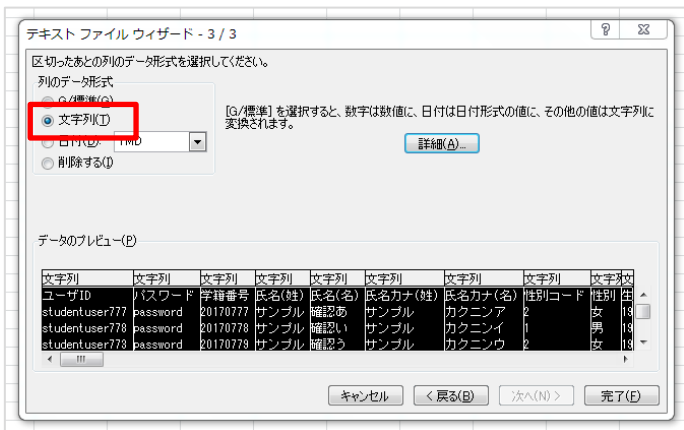 テキスト ファイル ウィザード - 3 / 3
区切ったあとの列のデータ形式を選択してください。
列のデータ形式
G/標準(G)
文字列(T)
日付(D): YMD
削除する(I)
[G/標準] を選択すると、数字は数値に、日付は日付形式の値に、その他の値は文字列に
変換されます。
詳細(A)...
データのプレビュー(P)
文字列 文字列 文字列 文字列 文字列 文字列 文字列 文字列 文字列 文
ユーザID パスワード 学籍番号 氏名(姓) 氏名(名) 氏名カナ(姓) 氏名カナ(名) 性別コード 性別 生
studentuser777 password 20170777 サンプル 確認あ サンプル カクニンア 2 女 19
studentuser778 password 20170778 サンプル 確認い サンプル カクニンイ 1 男 19
studentuser779 password 20170779 サンプル 確認う サンプル カクニンウ 2 女 19
キャンセル < 戻る(B) 次へ(N) > 完了(F)